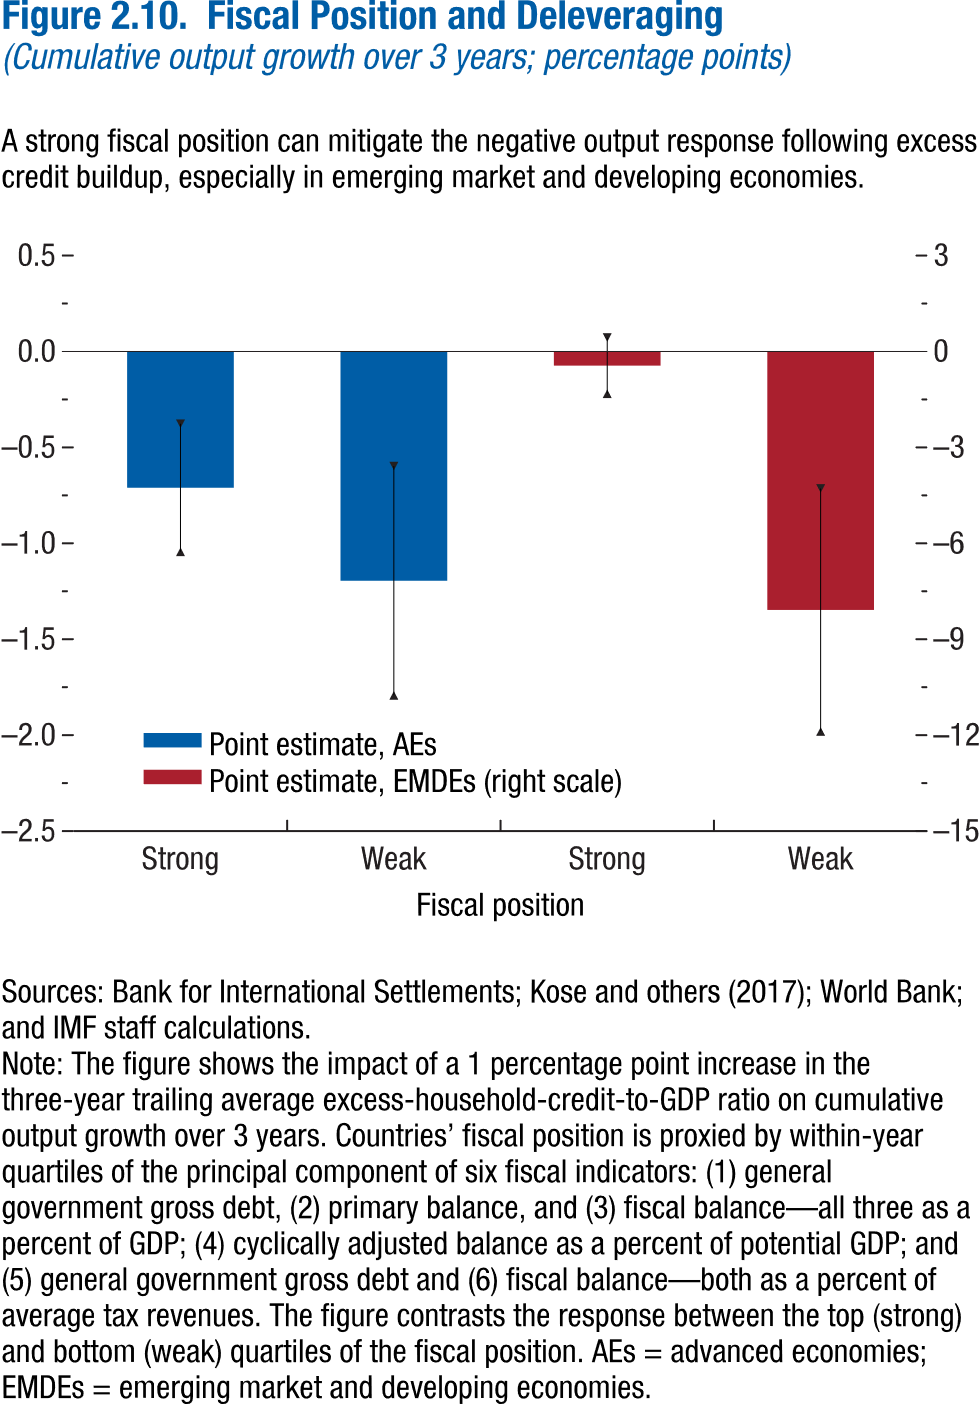 Figure 2.10.  Fiscal Position and Deleveraging
(Cumulative output growth over 3 years; percentage points)
A strong fiscal position can mitigate the negative output response following excess
credit buildup, especially in emerging market and developing economies.
0.5
3
0.0
0
–0.5
–3
–1.0
–6
–1.5
–9
–2.0
–12
Point estimate, AEs
Point estimate, EMDEs (right scale)
–2.5
–15
Strong
Weak
Strong
Weak
Fiscal position
Sources: Bank for International Settlements; Kose and others (2017); World Bank;
and IMF staff calculations.
Note: The figure shows the impact of a 1 percentage point increase in the
three-year trailing average excess-household-credit-to-GDP ratio on cumulative
output growth over 3 years. Countries’ fiscal position is proxied by within-year
quartiles of the principal component of six fiscal indicators: (1) general
government gross debt, (2) primary balance, and (3) fiscal balance—all three as a
percent of GDP; (4) cyclically adjusted balance as a percent of potential GDP; and
(5) general government gross debt and (6) fiscal balance—both as a percent of
average tax revenues. The figure contrasts the response between the top (strong)
and bottom (weak) quartiles of the fiscal position. AEs = advanced economies;
EMDEs = emerging market and developing economies.